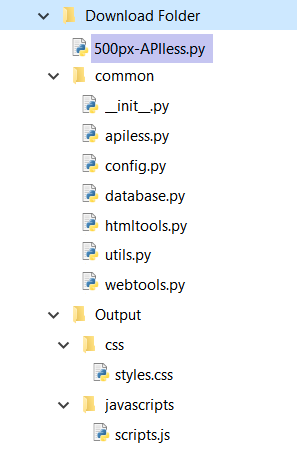 Download Folder
500px-APIless.py
common
__init__.py
apiless.py
config.py
database.py
htmltools.py
utils.py
webtools.py
Output
css
styles.css
javascripts
scripts.js